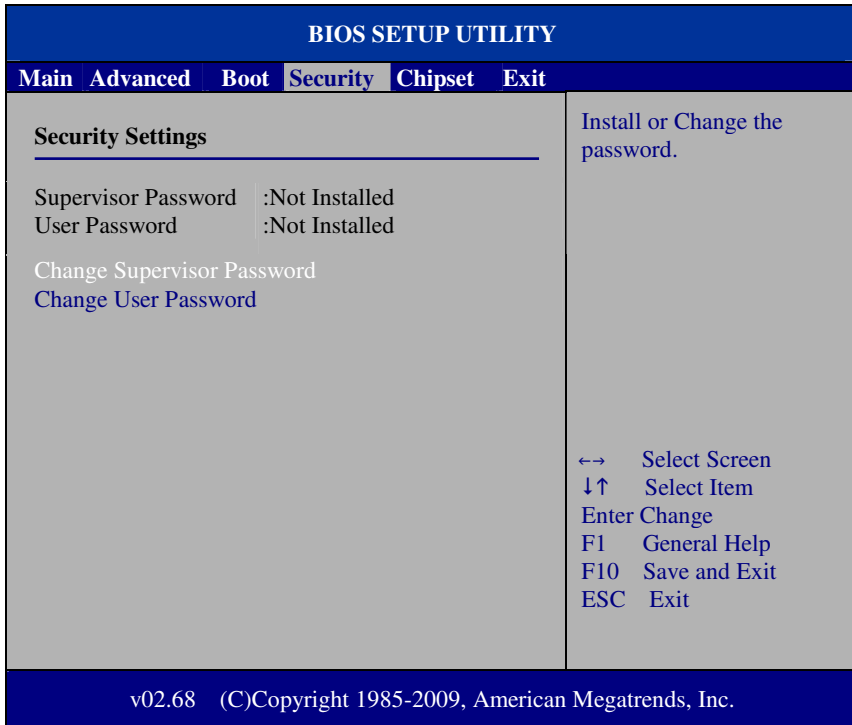 BIOS SETUP UTILITY
Main Advanced Boot Security Chipset Exit
Security Settings
Supervisor Password :Not Installed
User Password :Not Installed
Change Supervisor Password
Change User Password
Install or Change the
password.
←→ Select Screen
↓↑ Select Item
Enter Change
F1 General Help
F10 Save and Exit
ESC Exit
v02.68 (C)Copyright 1985-2009, American Megatrends, Inc.